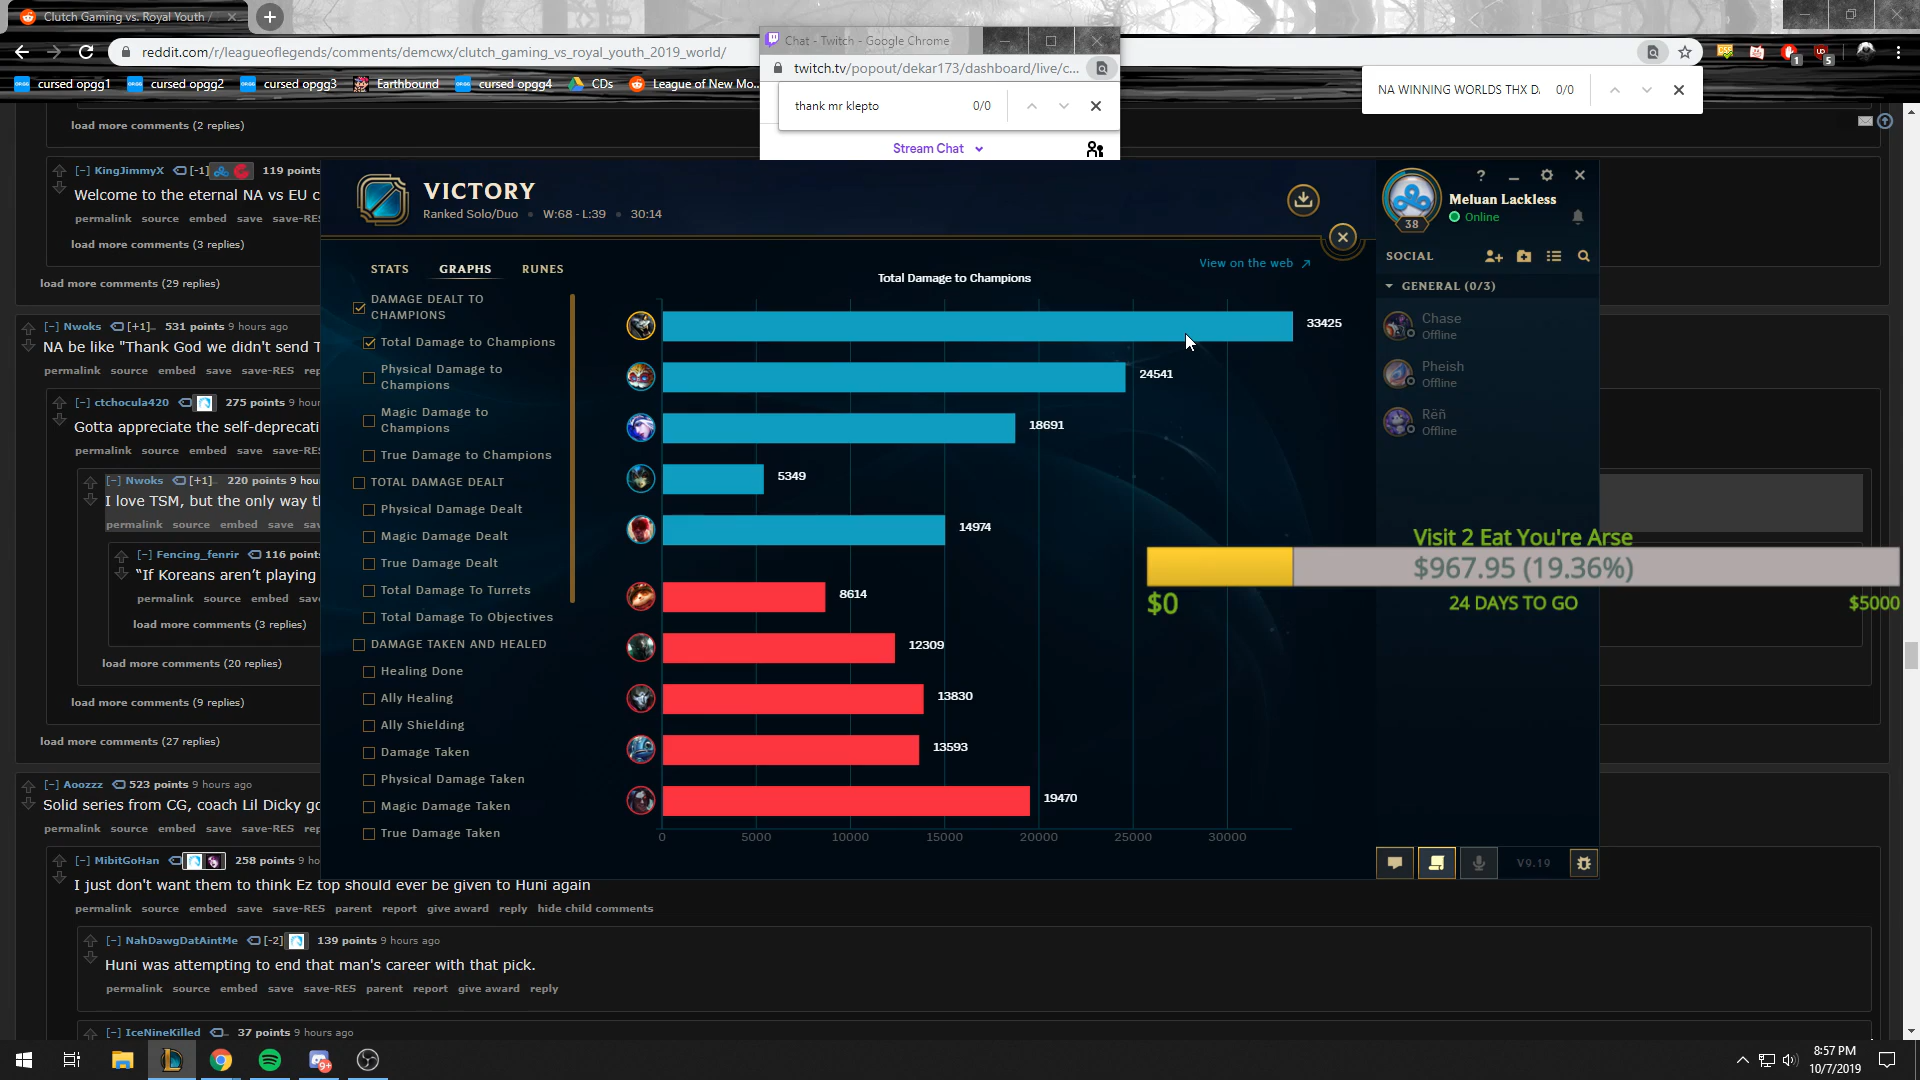 Clutch Gaming vs. Royal Youth /
reddit.com/r/leagueoflegends/comments/demcwx/clutch_gaming_vs_royal_youth_2019_world/
cursed opgg1
cursed opgg2
cursed opgg3
Earthbound
cursed opgg4
CDs
League of New Mo...
Chat - Twitch - Google Chrome
twitch.tv/popout/dekar173/dashboard/live/c...
thank mr klepto 0/0
Stream Chat
NA WINNING WORLDS THX D. 0/0
1
5
load more comments (2 replies)
[-] KingJimmyX [-1] 119 points
Welcome to the eternal NA vs EU c
permalink source embed save save-RES
load more comments (3 replies)
load more comments (29 replies)
[-] Nwoks [+1] 531 points 9 hours ago
NA be like "Thank God we didn't send T
permalink source embed save save-RES rep
[-] ctchocula420 275 points 9 hour
Gotta appreciate the self-deprecati
permalink source embed save save-RES
[-] Nwoks [+1] 220 points 9 hou
I love TSM, but the only way th
permalink source embed save sav
[-] Fencing_fenrir 116 point
“If Koreans aren’t playing
permalink source embed sav
load more comments (3 replies)
load more comments (20 replies)
load more comments (9 replies)
load more comments (27 replies)
[-] Aoozzz 523 points 9 hours ago
Solid series from CG, coach Lil Dicky go
permalink source embed save save-RES rep
[-] MibitGoHan 258 points 9 ho
I just don't want them to think Ez top should ever be given to Huni again
permalink source embed save save-RES parent report give award reply hide child comments
[-] NahDawgDatAintMe [-2] 139 points 9 hours ago
Huni was attempting to end that man's career with that pick.
permalink source embed save save-RES parent report give award reply
[-] IceNineKilled 37 points 9 hours ago
VICTORY
Ranked Solo/Duo W:68 - L:39 30:14
STATS GRAPHS RUNES
View on the web
DAMAGE DEALT TO CHAMPIONS
Total Damage to Champions
Physical Damage to Champions
Magic Damage to Champions
True Damage to Champions
TOTAL DAMAGE DEALT
Physical Damage Dealt
Magic Damage Dealt
True Damage Dealt
Total Damage To Turrets
Total Damage To Objectives
DAMAGE TAKEN AND HEALED
Healing Done
Ally Healing
Ally Shielding
Damage Taken
Physical Damage Taken
Magic Damage Taken
True Damage Taken
Total Damage to Champions
33425
24541
18691
5349
14974
8614
12309
13830
13593
19470
0 5000 10000 15000 20000 25000 30000
?
Meluan Lackless
Online
38
SOCIAL
GENERAL (0/3)
Chase
Offline
Pheish
Offline
Rëñ
Offline
V9.19
Visit 2 Eat You're Arse
$967.95 (19.36%)
$0 24 DAYS TO GO $5000
9+
8:57 PM
10/7/2019